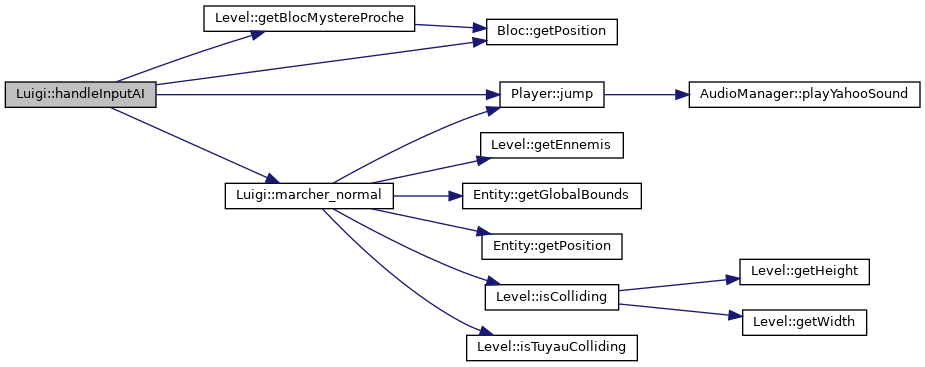 Luigi::handleInputAI
Level::getBlocMystereProche
Bloc::getPosition
Player::jump
AudioManager::playYahooSound
Luigi::marcher_normal
Level::getEnnemis
Entity::getGlobalBounds
Entity::getPosition
Level::isColliding
Level::getHeight
Level::getWidth
Level::isTuyauColliding